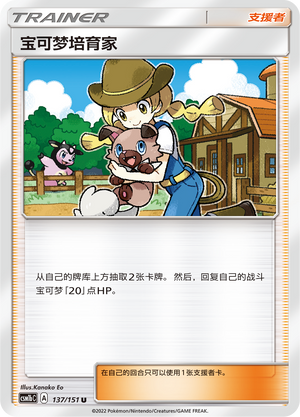 TRAINER
支援者
宝可梦培育家
从自己的牌库上方抽取2张卡牌。然后，回复自己的战斗
宝可梦「20」点HP。
Illus.Kanako Eo
csm1bC A 137/151 U
在自己的回合只可以使用1张支援者卡。
©2022 Pokémon/Nintendo/Creatures/GAME FREAK.